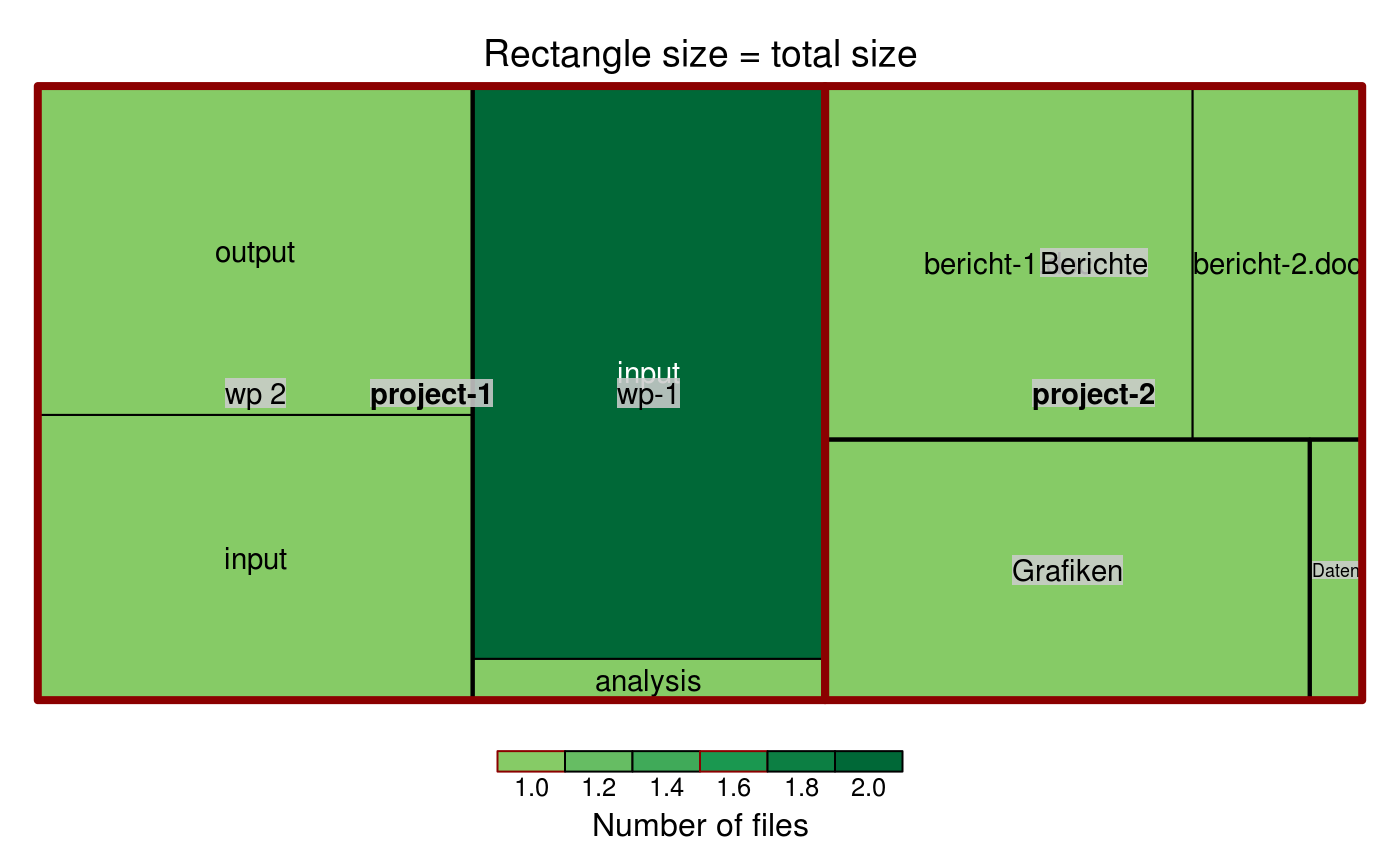 Rectangle size = total size
output
bericht-1
Berichte
bericht-2.doc
input
wp 2
project-1
wp-1
project-2
input
Grafiken
Daten
analysis
1.0 1.2 1.4 1.6 1.8 2.0
Number of files